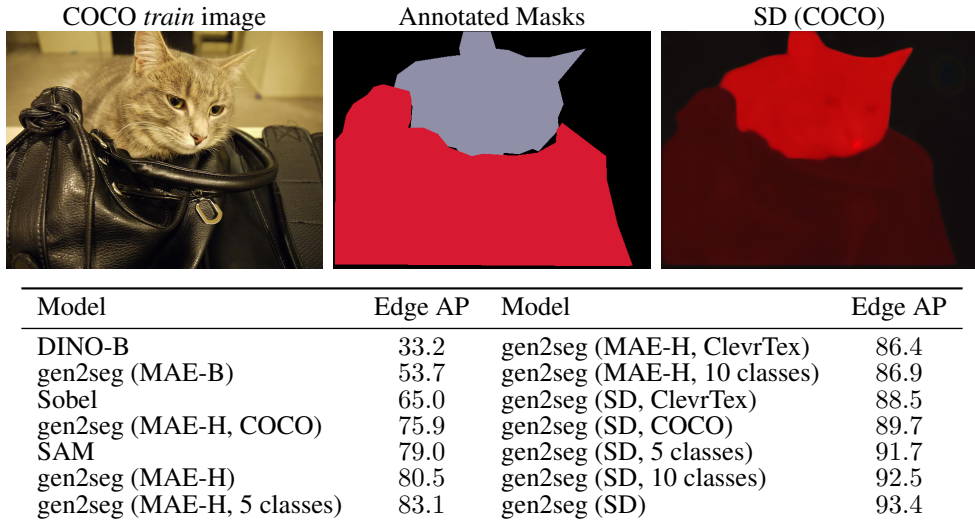 COCO train image Annotated Masks SD (COCO)
Model Edge AP Model Edge AP
DINO-B 33.2 gen2seg (MAE-H, ClevrTex) 86.4
gen2seg (MAE-B) 53.7 gen2seg (MAE-H, 10 classes) 86.9
Sobel 65.0 gen2seg (SD, ClevrTex) 88.5
gen2seg (MAE-H, COCO) 75.9 gen2seg (SD, COCO) 89.7
SAM 79.0 gen2seg (SD, 5 classes) 91.7
gen2seg (MAE-H) 80.5 gen2seg (SD, 10 classes) 92.5
gen2seg (MAE-H, 5 classes) 83.1 gen2seg (SD) 93.4